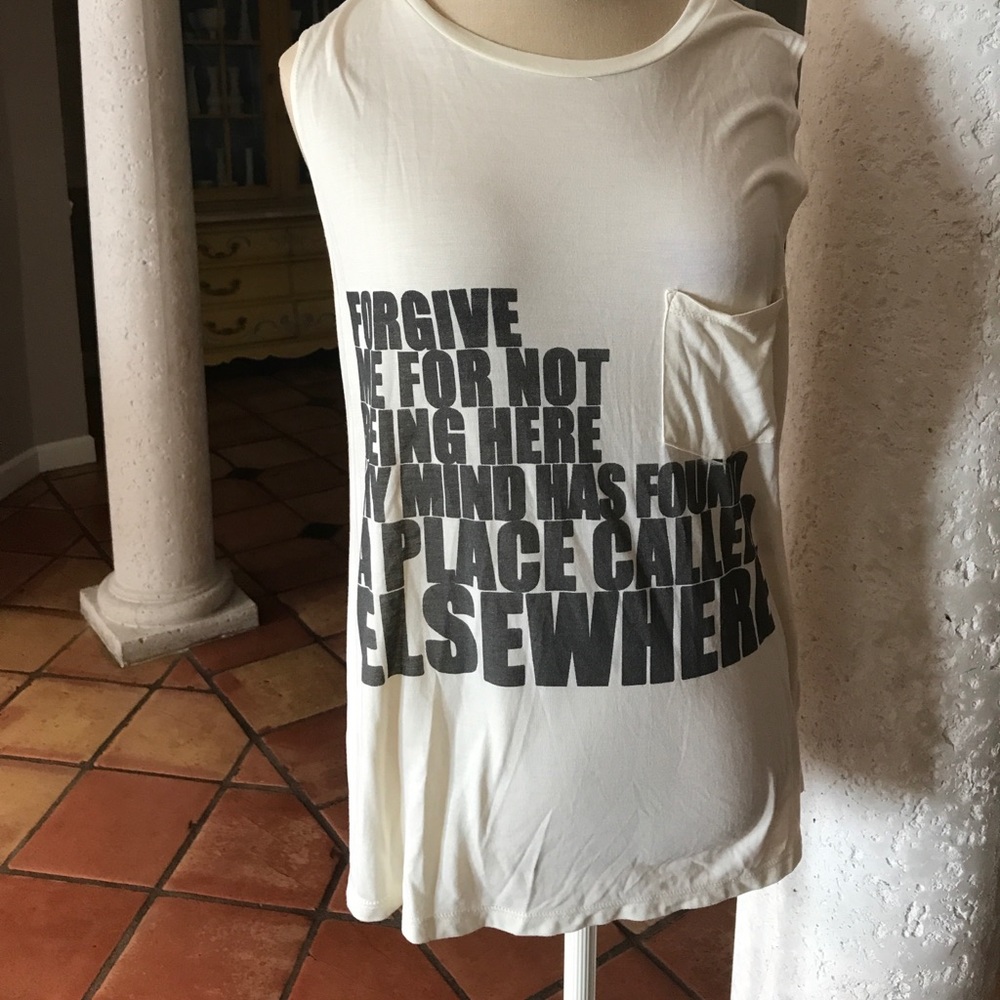 FORGIVE
ME FOR NOT
BEING HERE
MY MIND HAS FOUND
A PLACE CALLED
ELSEWHERE